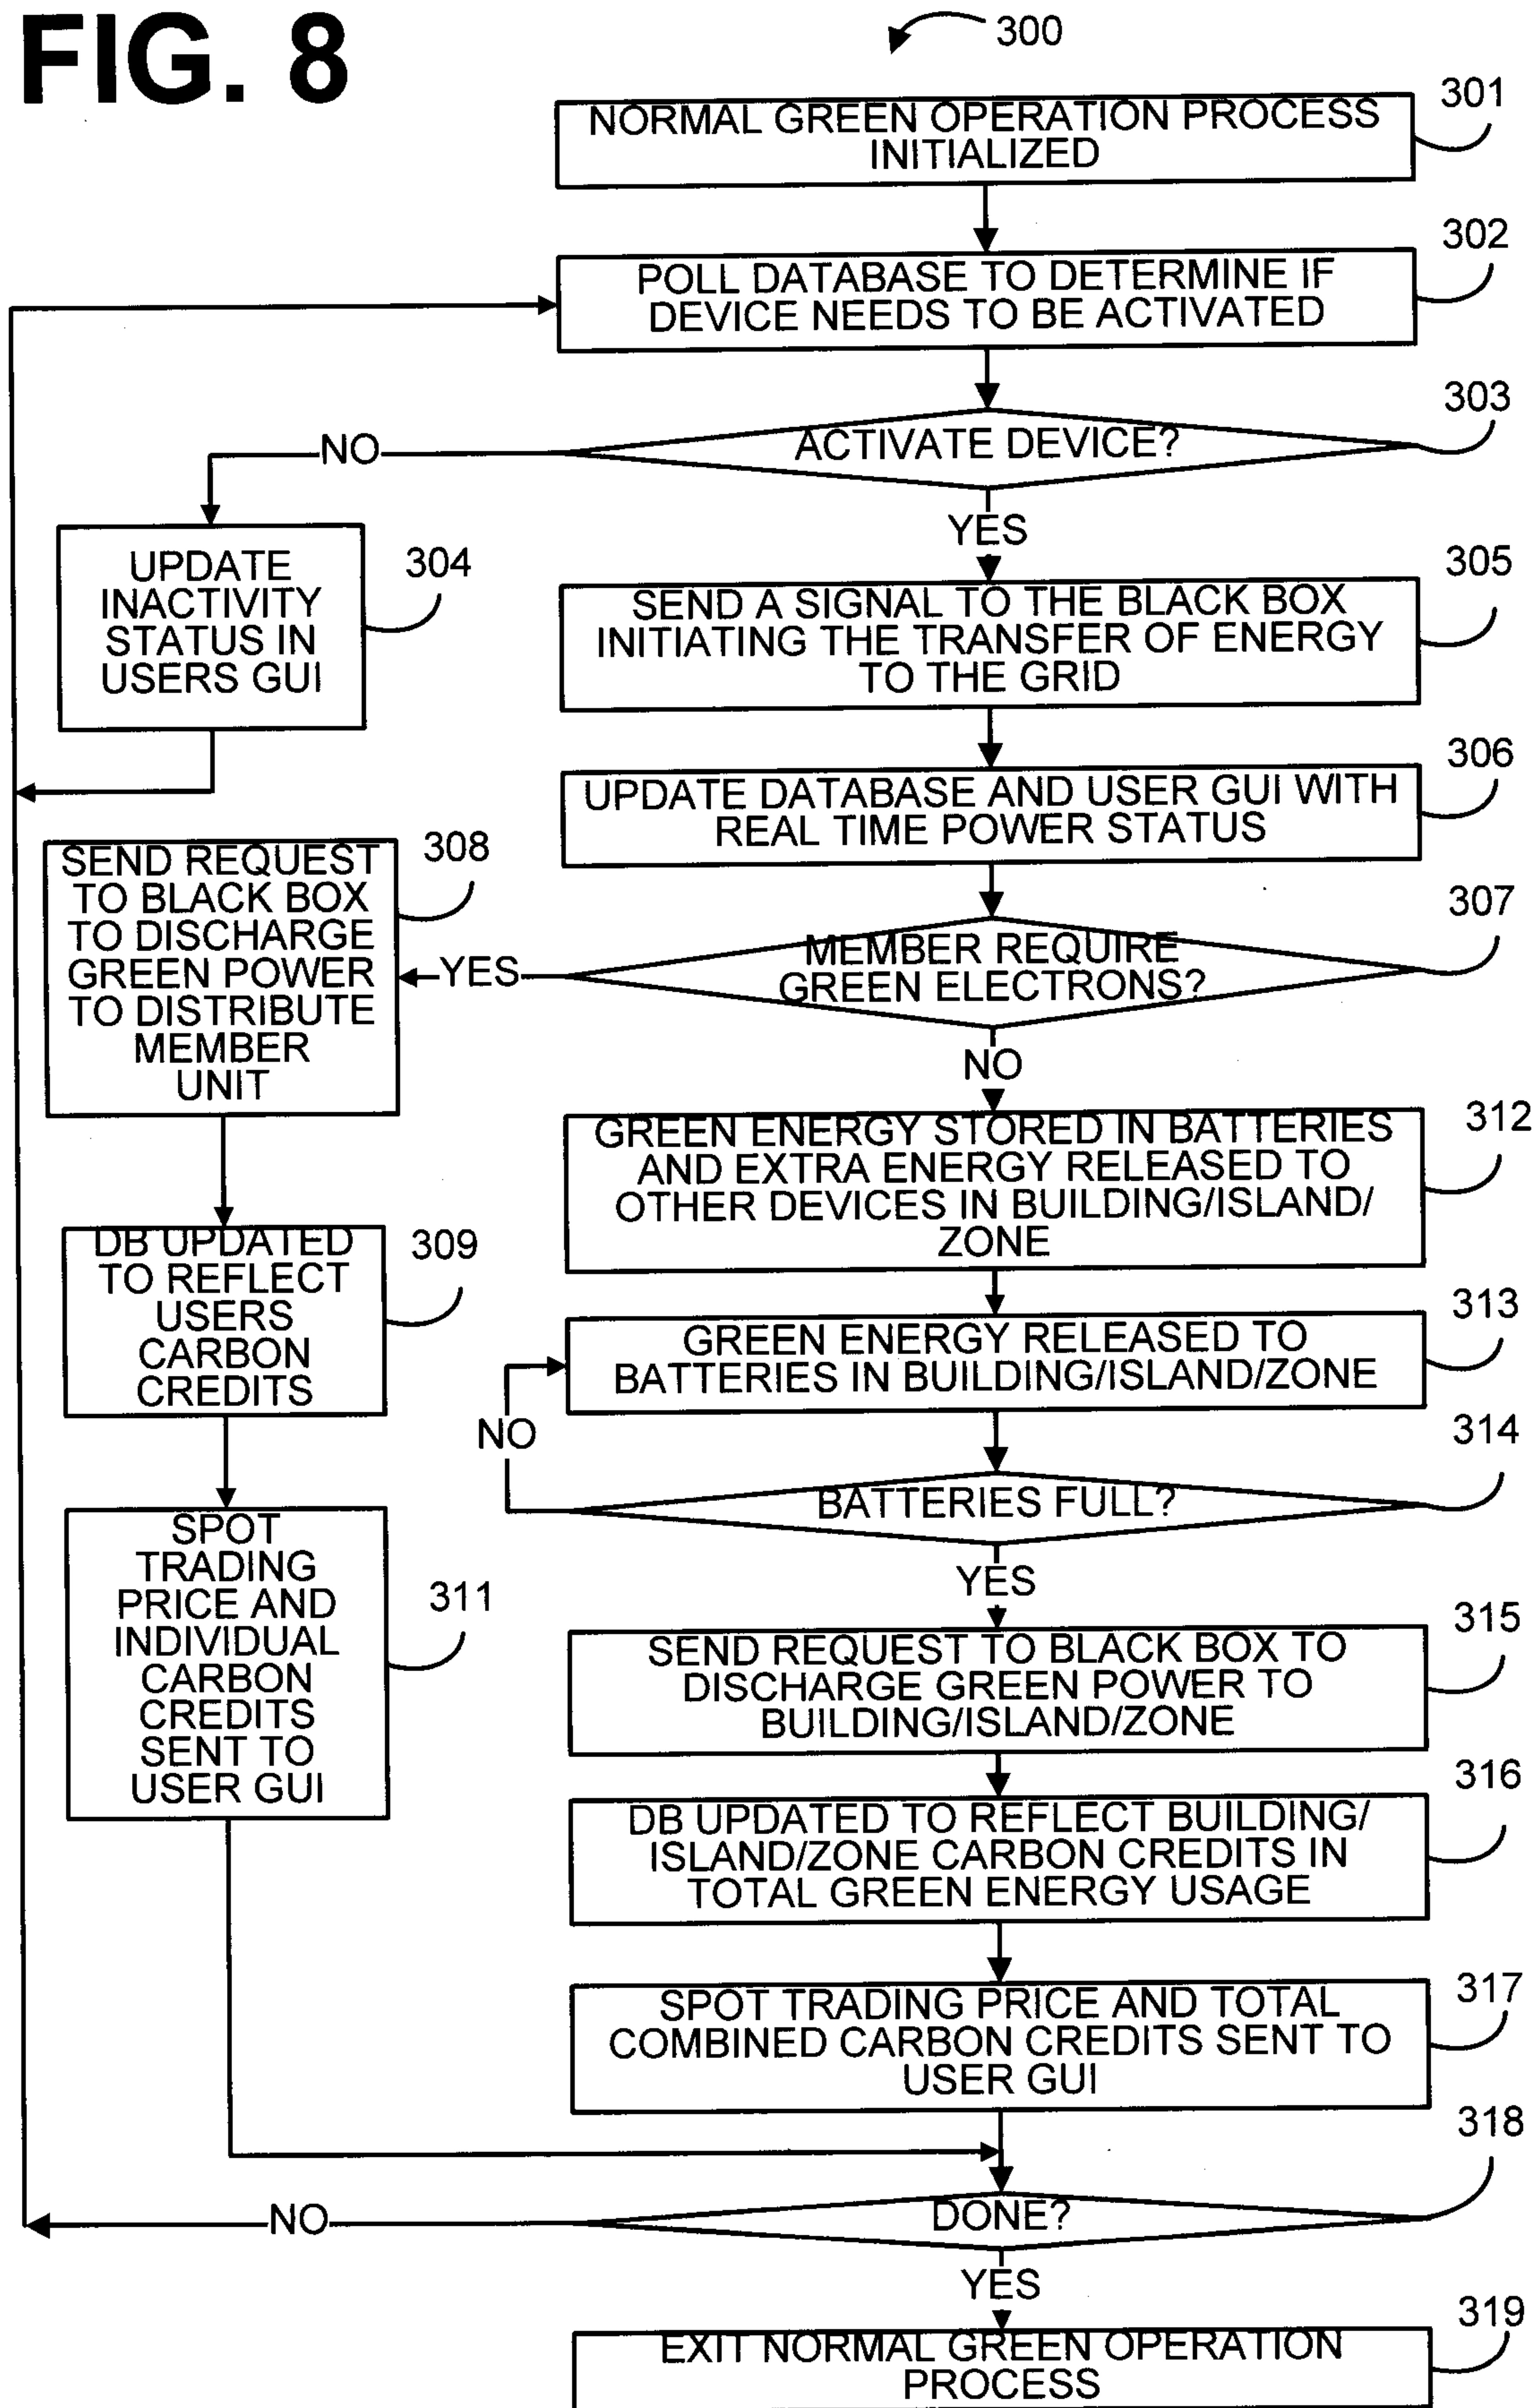 FIG. 8
300
301
NORMAL GREEN OPERATION PROCESS
INITIALIZED
302
POLL DATABASE TO DETERMINE IF
DEVICE NEEDS TO BE ACTIVATED
303
ACTIVATE DEVICE?
NO
YES
304
UPDATE
INACTIVITY
STATUS IN
USERS GUI
305
SEND A SIGNAL TO THE BLACK BOX
INITIATING THE TRANSFER OF ENERGY
TO THE GRID
306
UPDATE DATABASE AND USER GUI WITH
REAL TIME POWER STATUS
307
MEMBER REQUIRE
GREEN ELECTRONS?
YES
NO
308
SEND REQUEST
TO BLACK BOX
TO DISCHARGE
GREEN POWER
TO DISTRIBUTE
MEMBER
UNIT
309
DB UPDATED
TO REFLECT
USERS
CARBON
CREDITS
311
SPOT
TRADING
PRICE AND
INDIVIDUAL
CARBON
CREDITS
SENT TO
USER GUI
312
GREEN ENERGY STORED IN BATTERIES
AND EXTRA ENERGY RELEASED TO
OTHER DEVICES IN BUILDING/ISLAND/
ZONE
313
GREEN ENERGY RELEASED TO
BATTERIES IN BUILDING/ISLAND/ZONE
314
BATTERIES FULL?
NO
YES
315
SEND REQUEST TO BLACK BOX TO
DISCHARGE GREEN POWER TO
BUILDING/ISLAND/ZONE
316
DB UPDATED TO REFLECT BUILDING/
ISLAND/ZONE CARBON CREDITS IN
TOTAL GREEN ENERGY USAGE
317
SPOT TRADING PRICE AND TOTAL
COMBINED CARBON CREDITS SENT TO
USER GUI
318
DONE?
NO
YES
319
EXIT NORMAL GREEN OPERATION
PROCESS